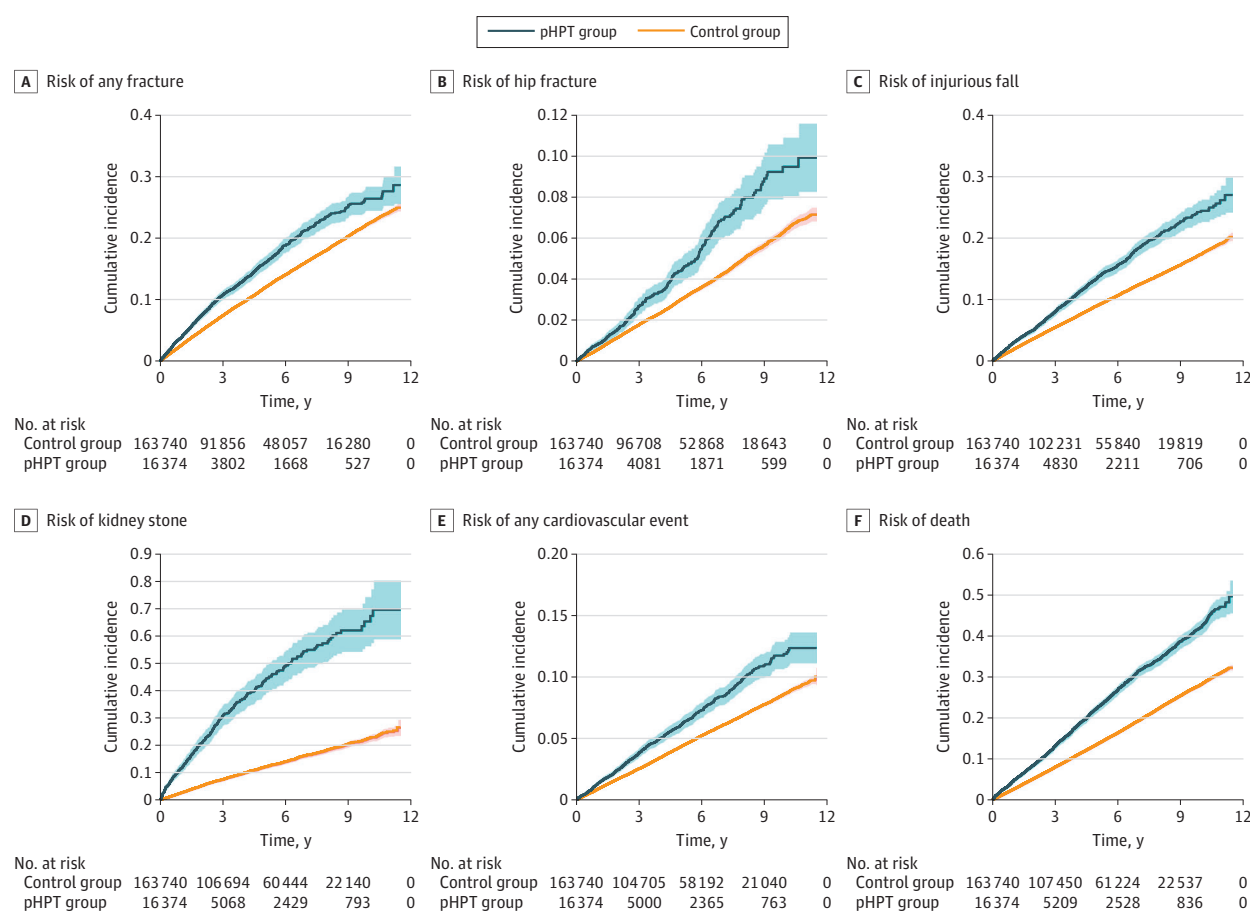 pHPT group Control group
A Risk of any fracture
0.4
0.3
0.2
0.1
0
Cumulative incidence
0 3 6 9 12
Time, y
No. at risk
Control group 163 740 91 856 48 057 16 280 0
pHPT group 16 374 3802 1668 527 0
B Risk of hip fracture
0.12
0.10
0.08
0.06
0.04
0.02
0
Cumulative incidence
0 3 6 9 12
Time, y
No. at risk
Control group 163 740 96 708 52 868 18 643 0
pHPT group 16 374 4081 1871 599 0
C Risk of injurious fall
0.4
0.3
0.2
0.1
0
Cumulative incidence
0 3 6 9 12
Time, y
No. at risk
Control group 163 740 102 231 55 840 19 819 0
pHPT group 16 374 4830 2211 706 0
D Risk of kidney stone
0.9
0.8
0.7
0.6
0.5
0.4
0.3
0.2
0.1
0
Cumulative incidence
0 3 6 9 12
Time, y
No. at risk
Control group 163 740 106 694 60 444 22 140 0
pHPT group 16 374 5068 2429 793 0
E Risk of any cardiovascular event
0.20
0.15
0.10
0.05
0
Cumulative incidence
0 3 6 9 12
Time, y
No. at risk
Control group 163 740 104 705 58 192 21 040 0
pHPT group 16 374 5000 2365 763 0
F Risk of death
0.6
0.5
0.4
0.3
0.2
0.1
0
Cumulative incidence
0 3 6 9 12
Time, y
No. at risk
Control group 163 740 107 450 61 224 22 537 0
pHPT group 16 374 5209 2528 836 0